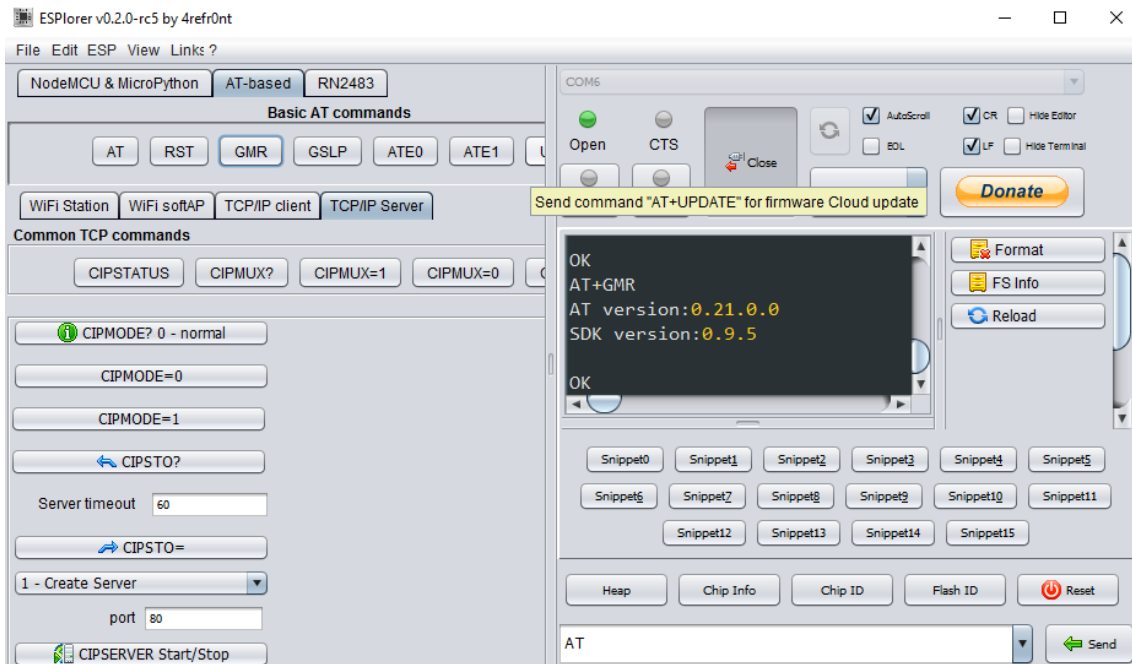 ESPlorer v0.2.0-rc5 by 4refr0nt
File Edit ESP View Links ?
NodeMCU & MicroPython AT-based RN2483
Basic AT commands
AT RST GMR GSLP ATE0 ATE1
WiFi Station WiFi softAP TCP/IP client TCP/IP Server
Common TCP commands
CIPSTATUS CIPMUX? CIPMUX=1 CIPMUX=0
CIPMODE? 0 - normal
CIPMODE=0
CIPMODE=1
CIPSTO?
Server timeout 60
CIPSTO=
1 - Create Server
port 80
CIPSERVER Start/Stop
COM6
Open CTS Close AutoScroll CR Hide Editor
EOL LF Hide Terminal
Donate
Send command "AT+UPDATE" for firmware Cloud update
OK
AT+GMR
AT version:0.21.0.0
SDK version:0.9.5
OK
Format
FS Info
Reload
Snippet0 Snippet1 Snippet2 Snippet3 Snippet4 Snippet5
Snippet6 Snippet7 Snippet8 Snippet9 Snippet10 Snippet11
Snippet12 Snippet13 Snippet14 Snippet15
Heap Chip Info Chip ID Flash ID Reset
AT Send